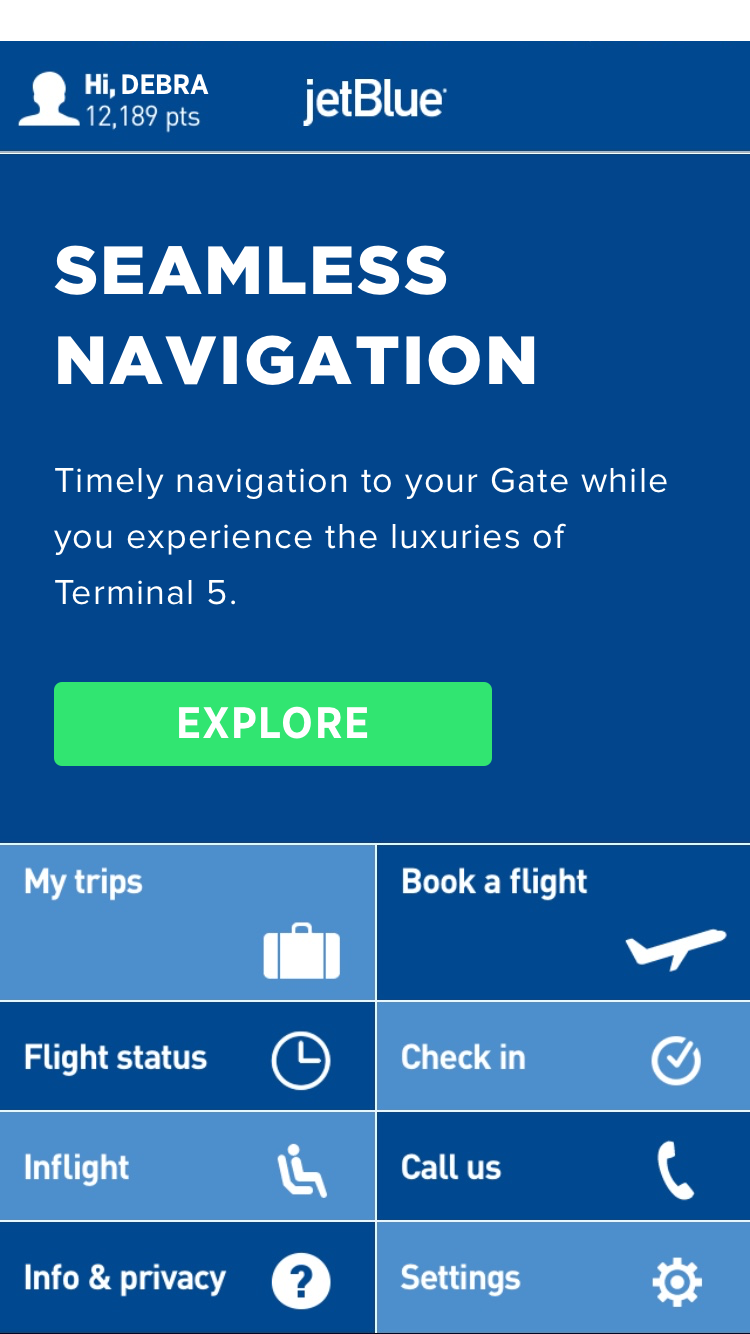 Hi, DEBRA
12,189 pts
jetBlue
SEAMLESS
NAVIGATION
Timely navigation to your Gate while
you experience the luxuries of
Terminal 5.
EXPLORE
My trips
Book a flight
Flight status
Check in
Inflight
Call us
Info & privacy
?
Settings